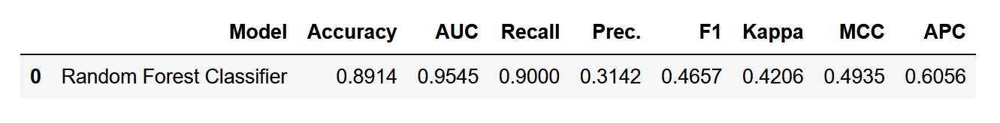 Model Accuracy AUC Recall Prec. F1 Kappa MCC APC
0 Random Forest Classifier 0.8914 0.9545 0.9000 0.3142 0.4657 0.4206 0.4935 0.6056